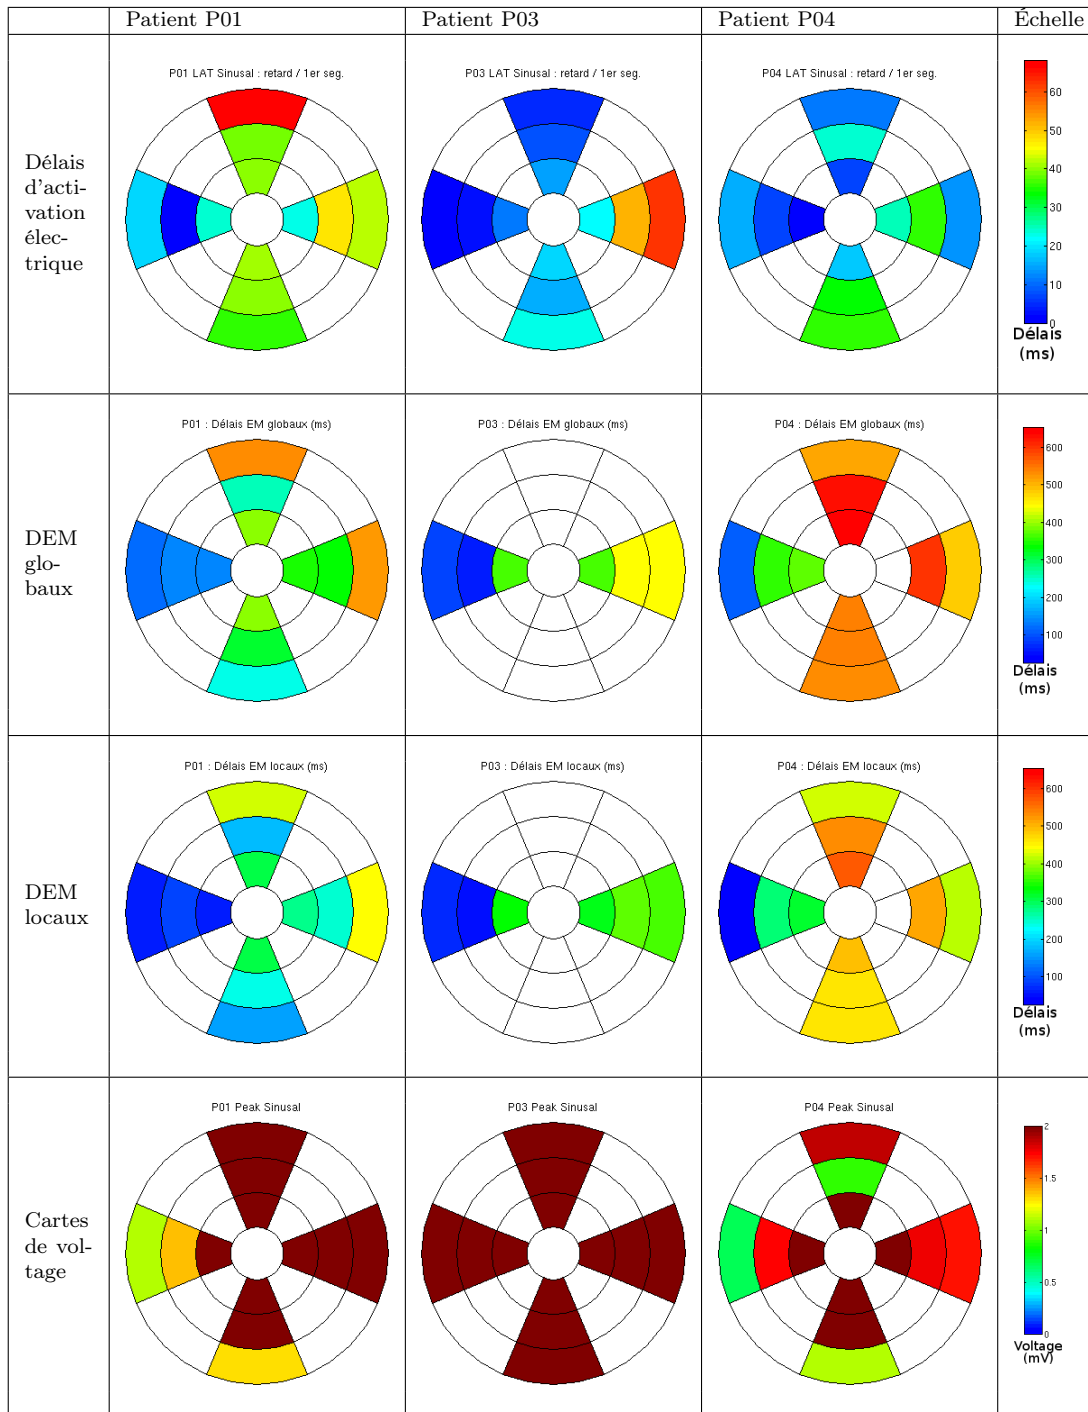 Patient P01
Patient P03
Patient P04
Échelle
Délais
d'acti-
vation
élec-
trique
P01 LAT Sinusal : retard / 1er seg.
P03 LAT Sinusal : retard / 1er seg.
P04 LAT Sinusal : retard / 1er seg.
60
50
40
30
20
10
0
Délais
(ms)
DEM
glo-
baux
P01 : Délais EM globaux (ms)
P03 : Délais EM globaux (ms)
P04 : Délais EM globaux (ms)
600
500
400
300
200
100
Délais
(ms)
DEM
locaux
P01 : Délais EM locaux (ms)
P03 : Délais EM locaux (ms)
P04 : Délais EM locaux (ms)
600
500
400
300
200
100
Délais
(ms)
Cartes
de vol-
tage
P01 Peak Sinusal
P03 Peak Sinusal
P04 Peak Sinusal
2
1.5
1
0.5
0
Voltage
(mV)